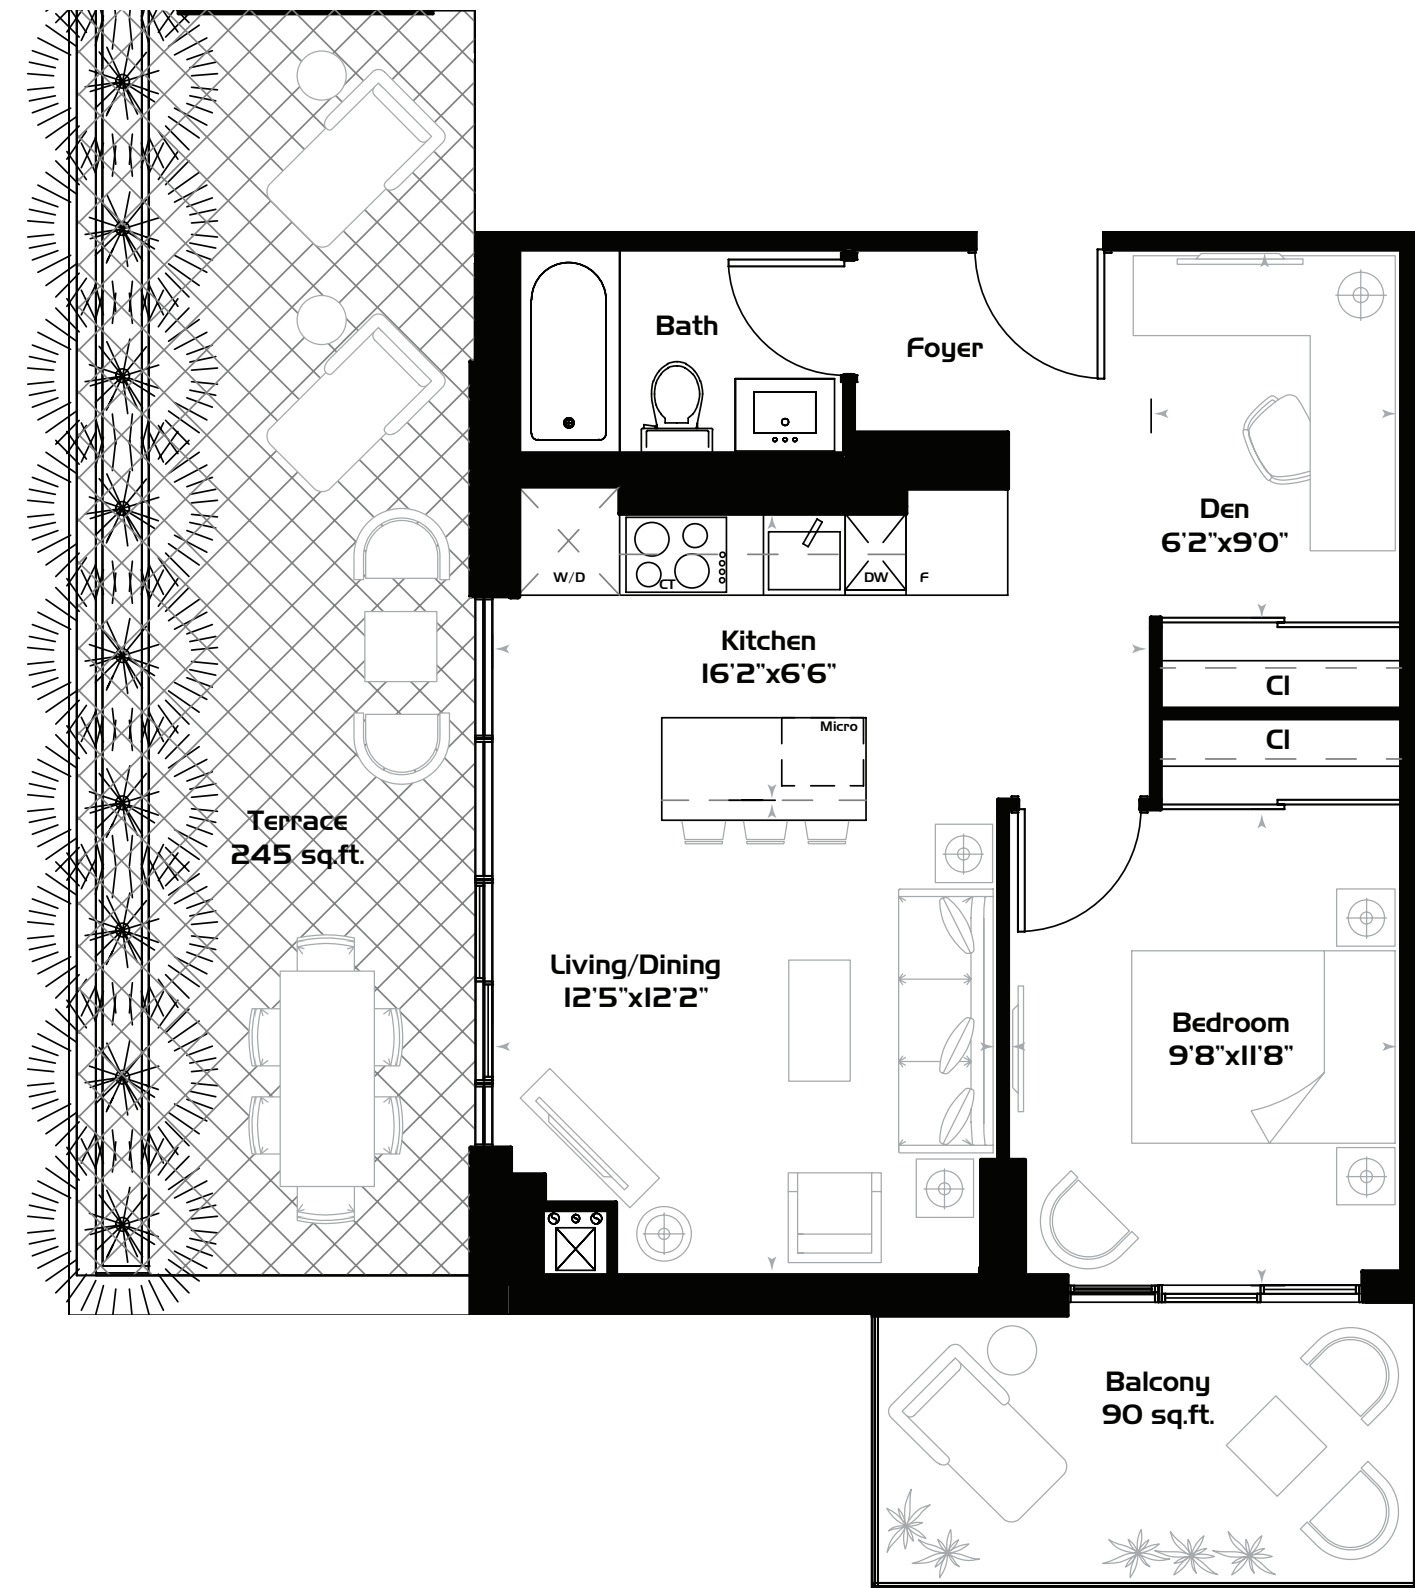 Bath
Foyer
Den
6'2"x9'0"
W/D
CT
DW
F
Kitchen
16'2"x6'6"
Cl
Micro
Cl
Terrace
245 sq.ft.
Living/Dining
12'5"x12'2"
Bedroom
9'8"x11'8"
Balcony
90 sq.ft.